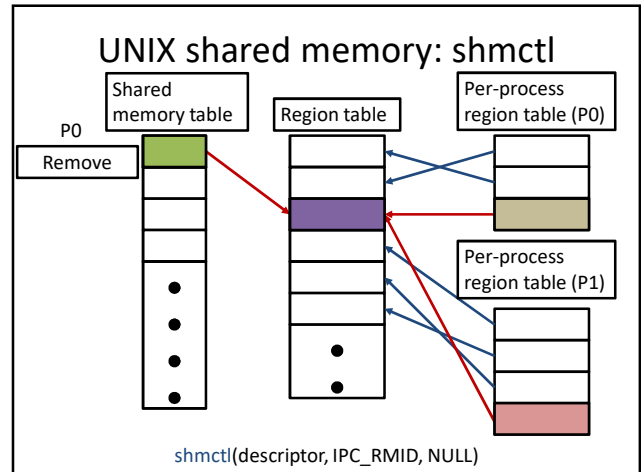 UNIX shared memory: shmctl
Shared
memory table
Region table
Per-process
region table (P0)
P0
Remove
Per-process
region table (P1)
shmctl(descriptor, IPC_RMID, NULL)